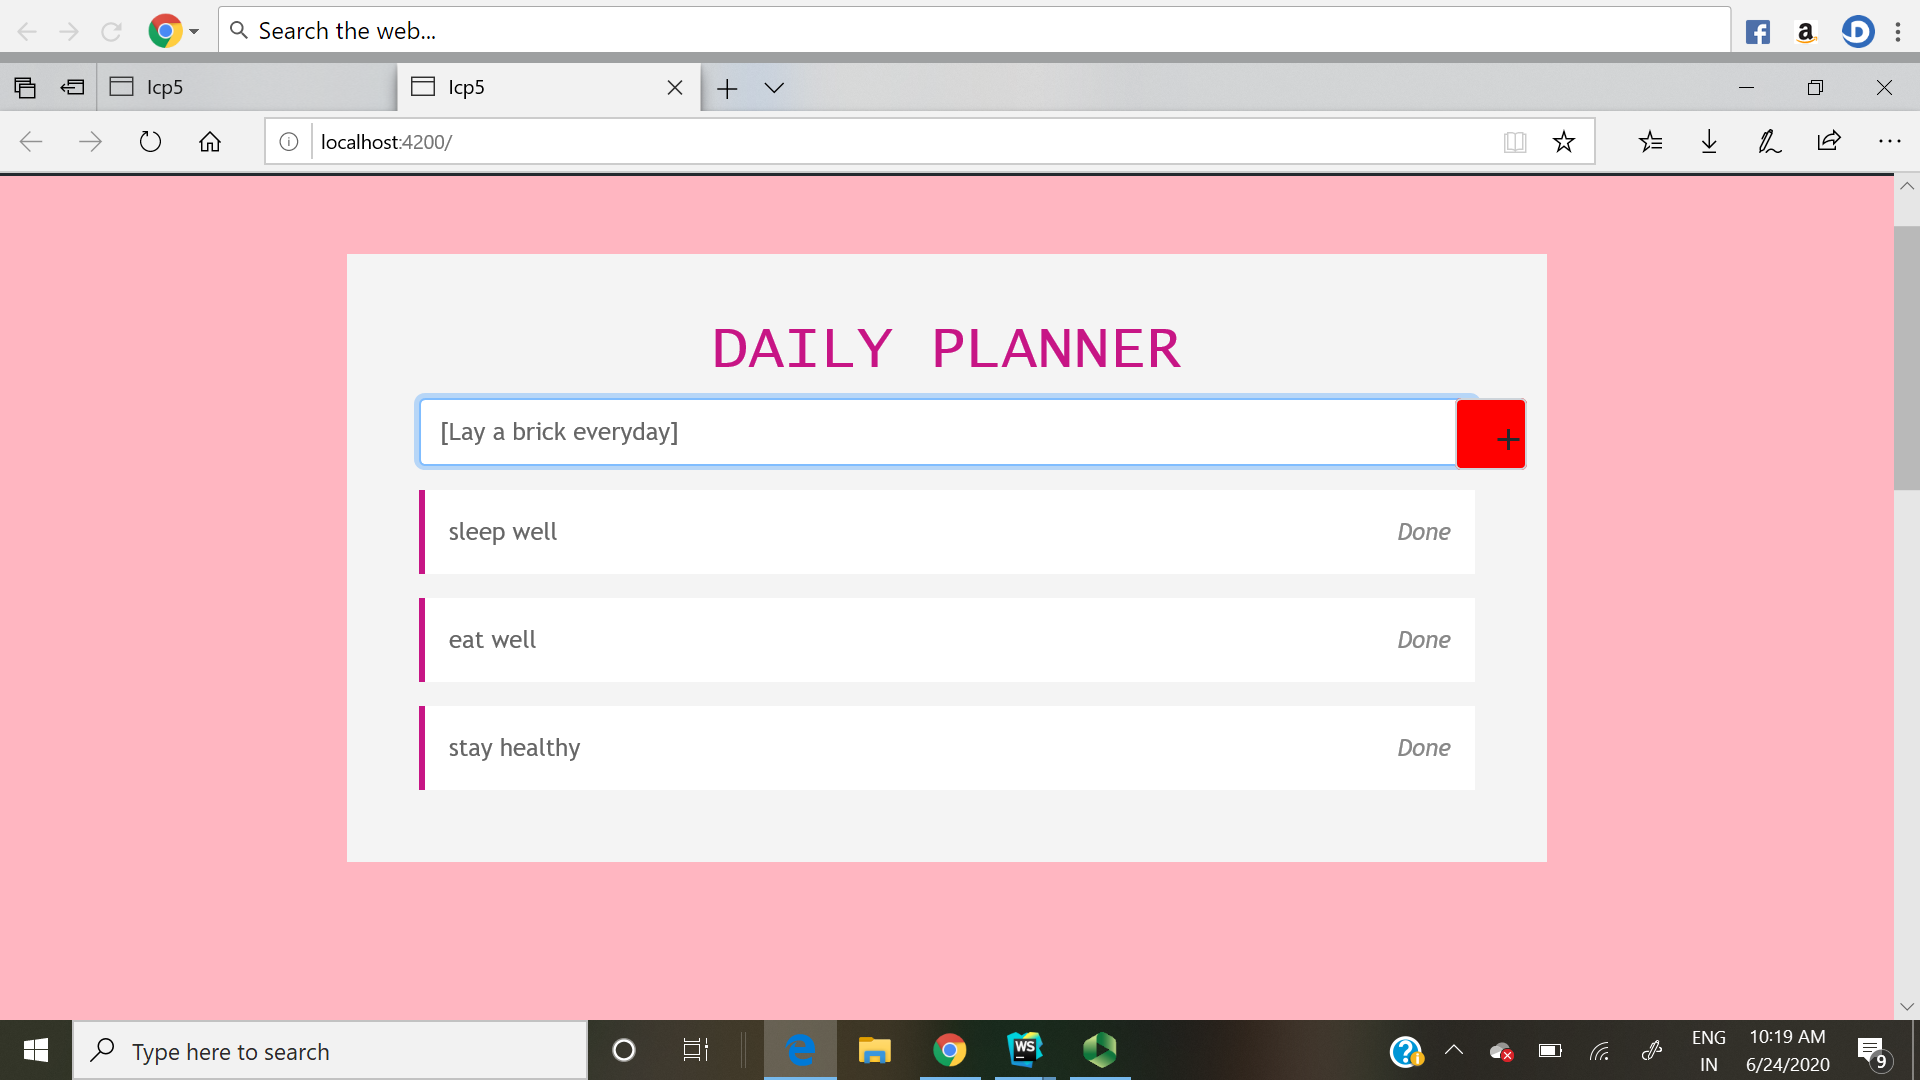 Search the web...
Icp5
Icp5
localhost:4200/
DAILY PLANNER
[Lay a brick everyday]
+
sleep well Done
eat well Done
stay healthy Done
Type here to search
WS
ENG 10:19 AM
IN 6/24/2020
9